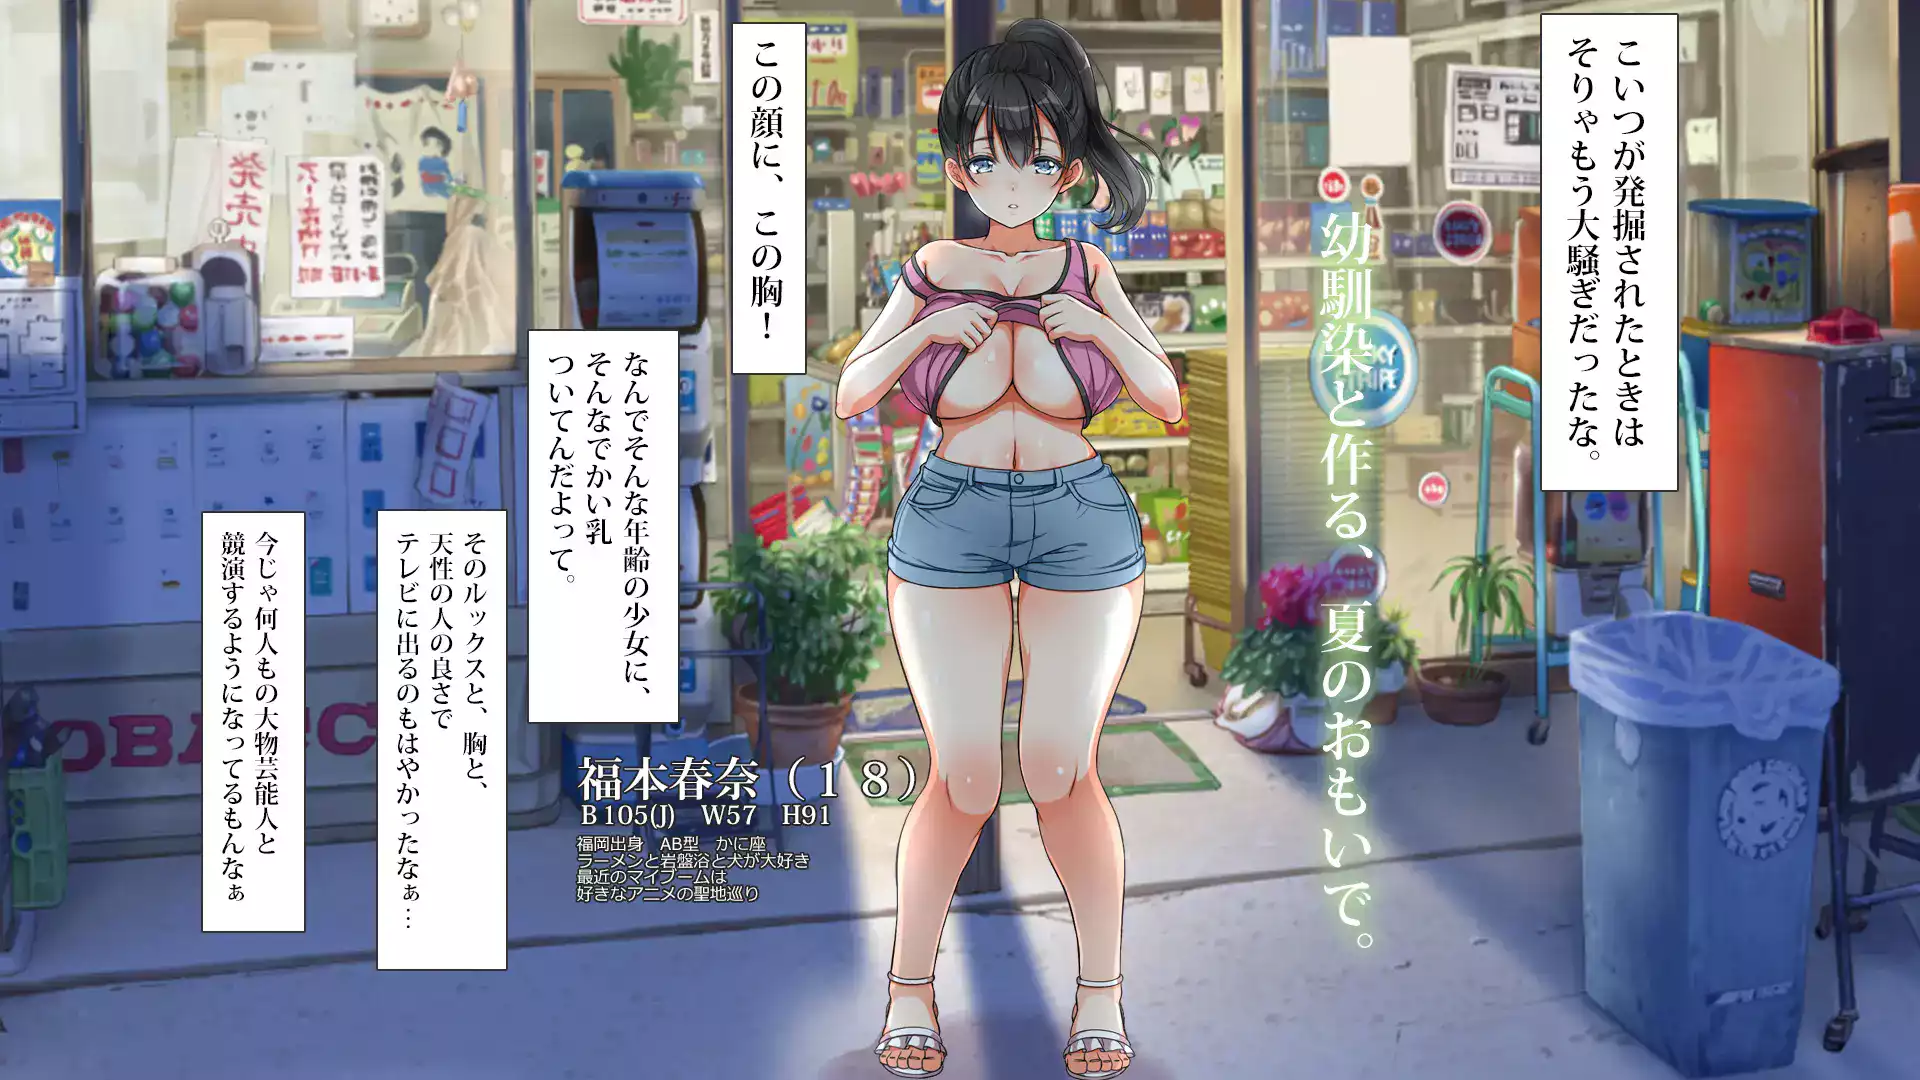 こいつが発掘されたときは
そりゃもう大騒ぎだったな。
幼馴染と作る、夏のおもいで。
この顔に、この胸！
なんでそんな年齢の少女に、
そんなでかい乳
ついてんだよって。
そのルックスと、胸と、
天性の人の良さで
テレビに出るのもはやかったなぁ…
今じゃ何人もの大物芸能人と
競演するようになってるもんなぁ
福本春奈（１８）
B105(J) W57 H91
福岡出身 AB型 かに座
ラーメンと岩盤浴と犬が大好き
最近のマイブームは
好きなアニメの聖地巡り